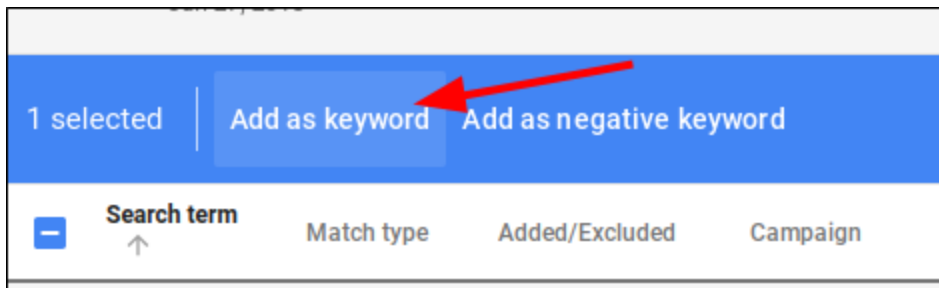 1 selected Add as keyword Add as negative keyword
Search term Match type Added/Excluded Campaign